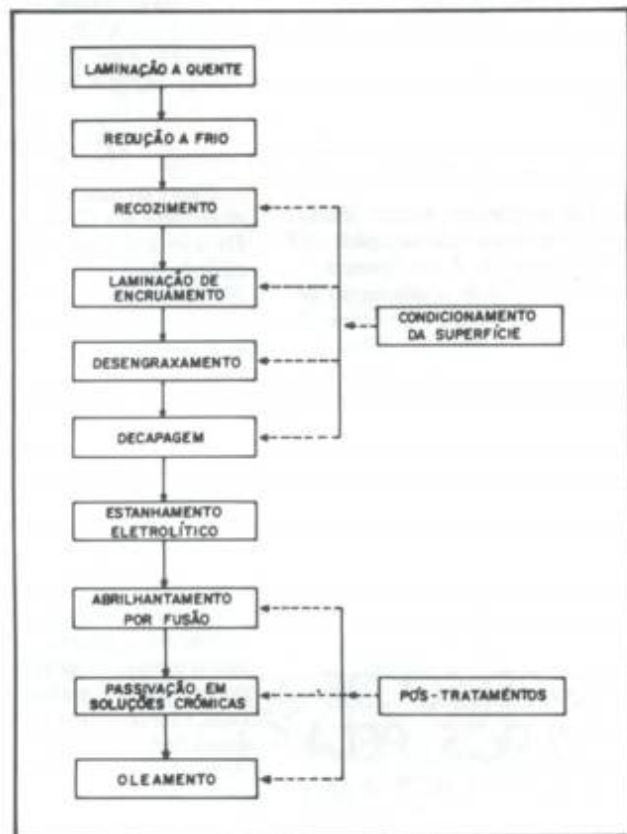 LAMINAÇÃO A QUENTE
REDUÇÃO A FRIO
RECOZIMENTO
LAMINAÇÃO DE
ENCRUAMENTO
CONDICIONAMENTO
DA SUPERFÍCIE
DESENGRAXAMENTO
DECAPAGEM
ESTANHAMENTO
ELETROLÍTICO
ABRILHANTAMENTO
POR FUSÃO
PASSIVAÇÃO EM
SOLUÇÕES CRÔMICAS
PÓS-TRATAMENTOS
OLEAMENTO